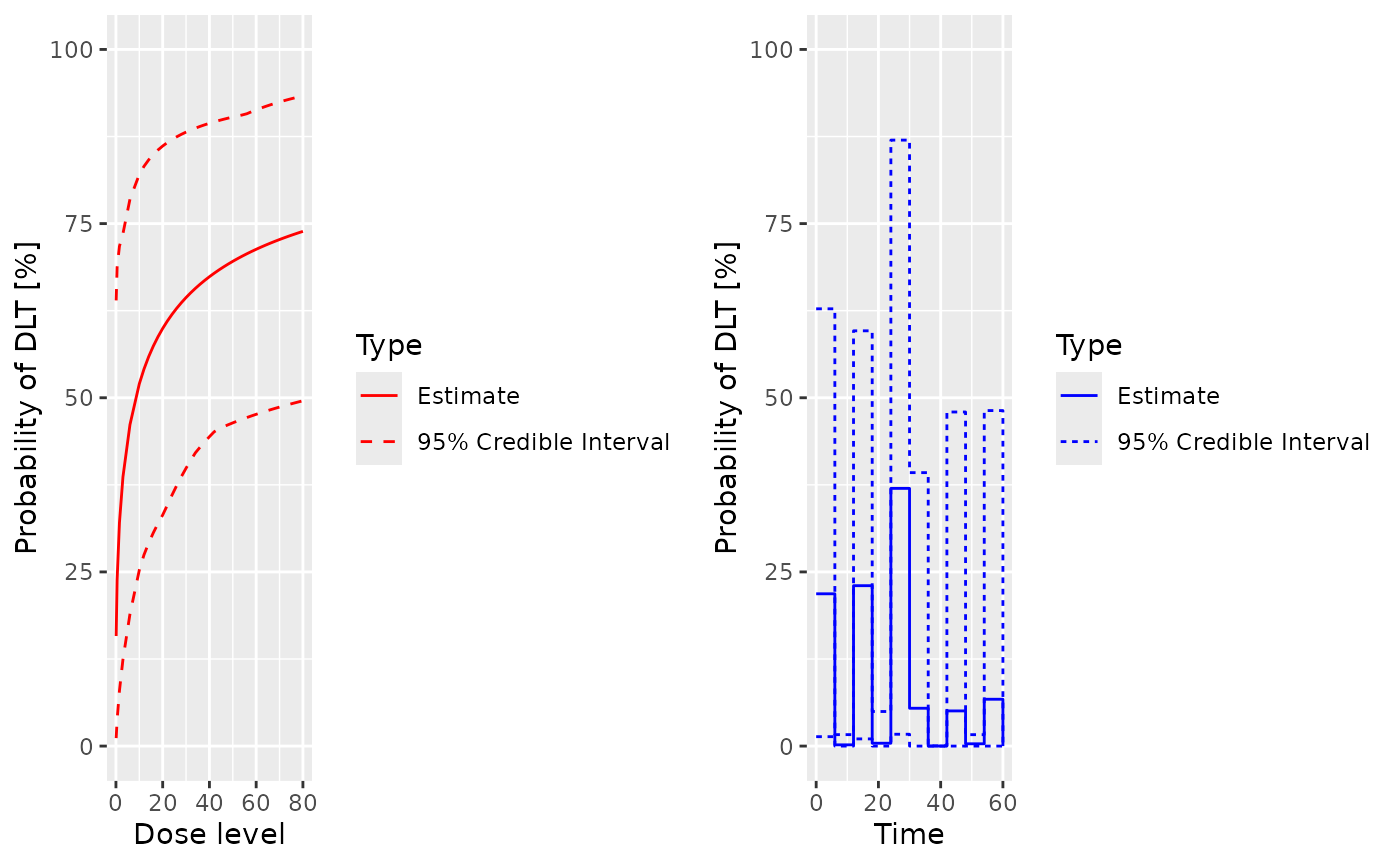 100
75
50
25
0
Probability of DLT [%]
0 20 40 60 80
Dose level
Type
Estimate
95% Credible Interval
100
75
50
25
0
Probability of DLT [%]
0 20 40 60
Time
Type
Estimate
95% Credible Interval